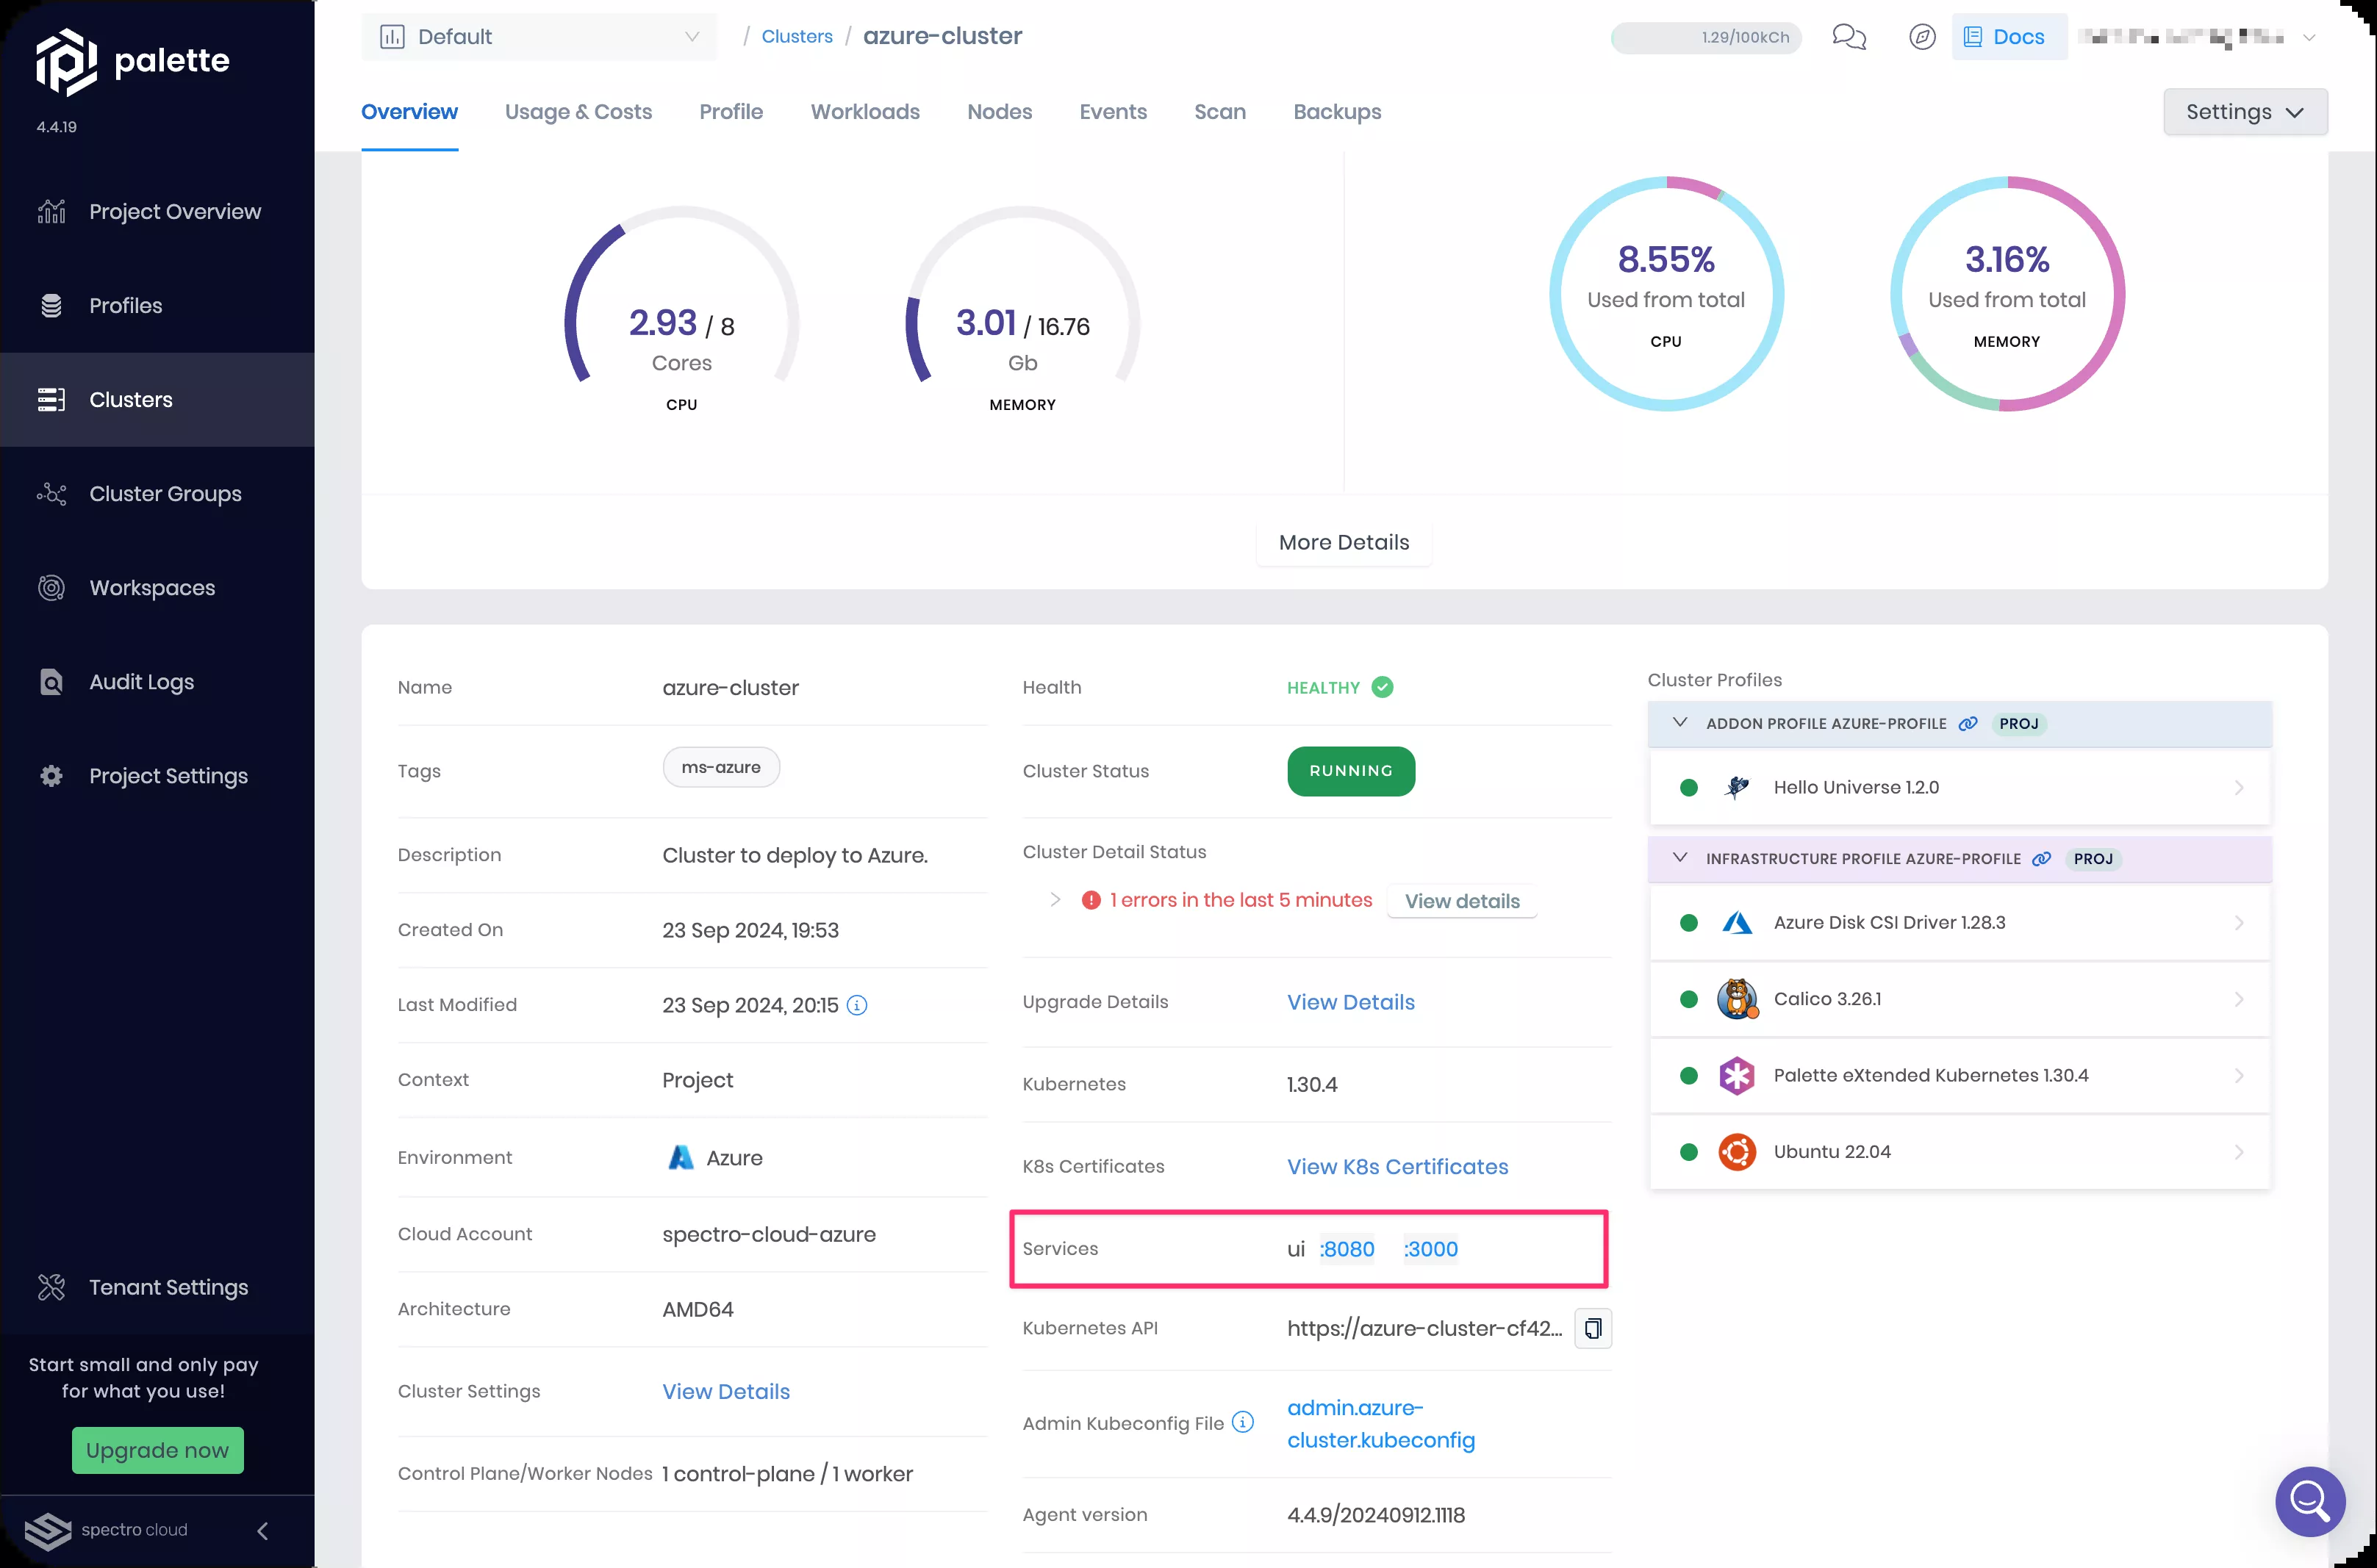 palette
4.4.19
Project Overview
Profiles
Clusters
Cluster Groups
Workspaces
Audit Logs
Project Settings
Tenant Settings
Start small and only pay
for what you use!
Upgrade now
spectro cloud
Default
/ Clusters / azure-cluster
1.29/100kCh
Docs
Overview
Usage & Costs
Profile
Workloads
Nodes
Events
Scan
Backups
Settings
2.93 / 8
Cores
CPU
3.01 / 16.76
Gb
MEMORY
8.55%
Used from total
CPU
3.16%
Used from total
MEMORY
More Details
Name azure-cluster
Tags ms-azure
Description Cluster to deploy to Azure.
Created On 23 Sep 2024, 19:53
Last Modified 23 Sep 2024, 20:15
Context Project
Environment Azure
Cloud Account spectro-cloud-azure
Architecture AMD64
Cluster Settings View Details
Control Plane/Worker Nodes 1 control-plane / 1 worker
Health HEALTHY
Cluster Status RUNNING
Cluster Detail Status
1 errors in the last 5 minutes View details
Upgrade Details View Details
Kubernetes 1.30.4
K8s Certificates View K8s Certificates
Services ui :8080 :3000
Kubernetes API https://azure-cluster-cf42...
Admin Kubeconfig File admin.azure-
cluster.kubeconfig
Agent version 4.4.9/20240912.1118
Cluster Profiles
ADDON PROFILE AZURE-PROFILE PROJ
Hello Universe 1.2.0
INFRASTRUCTURE PROFILE AZURE-PROFILE PROJ
Azure Disk CSI Driver 1.28.3
Calico 3.26.1
Palette eXtended Kubernetes 1.30.4
Ubuntu 22.04